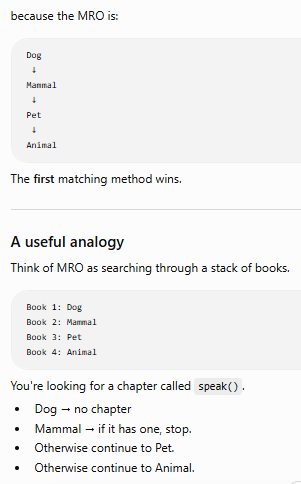 because the MRO is:
Dog
↓
Mammal
↓
Pet
↓
Animal
The first matching method wins.
A useful analogy
Think of MRO as searching through a stack of books.
Book 1: Dog
Book 2: Mammal
Book 3: Pet
Book 4: Animal
You're looking for a chapter called speak().
• Dog → no chapter
• Mammal → if it has one, stop.
• Otherwise continue to Pet.
• Otherwise continue to Animal.